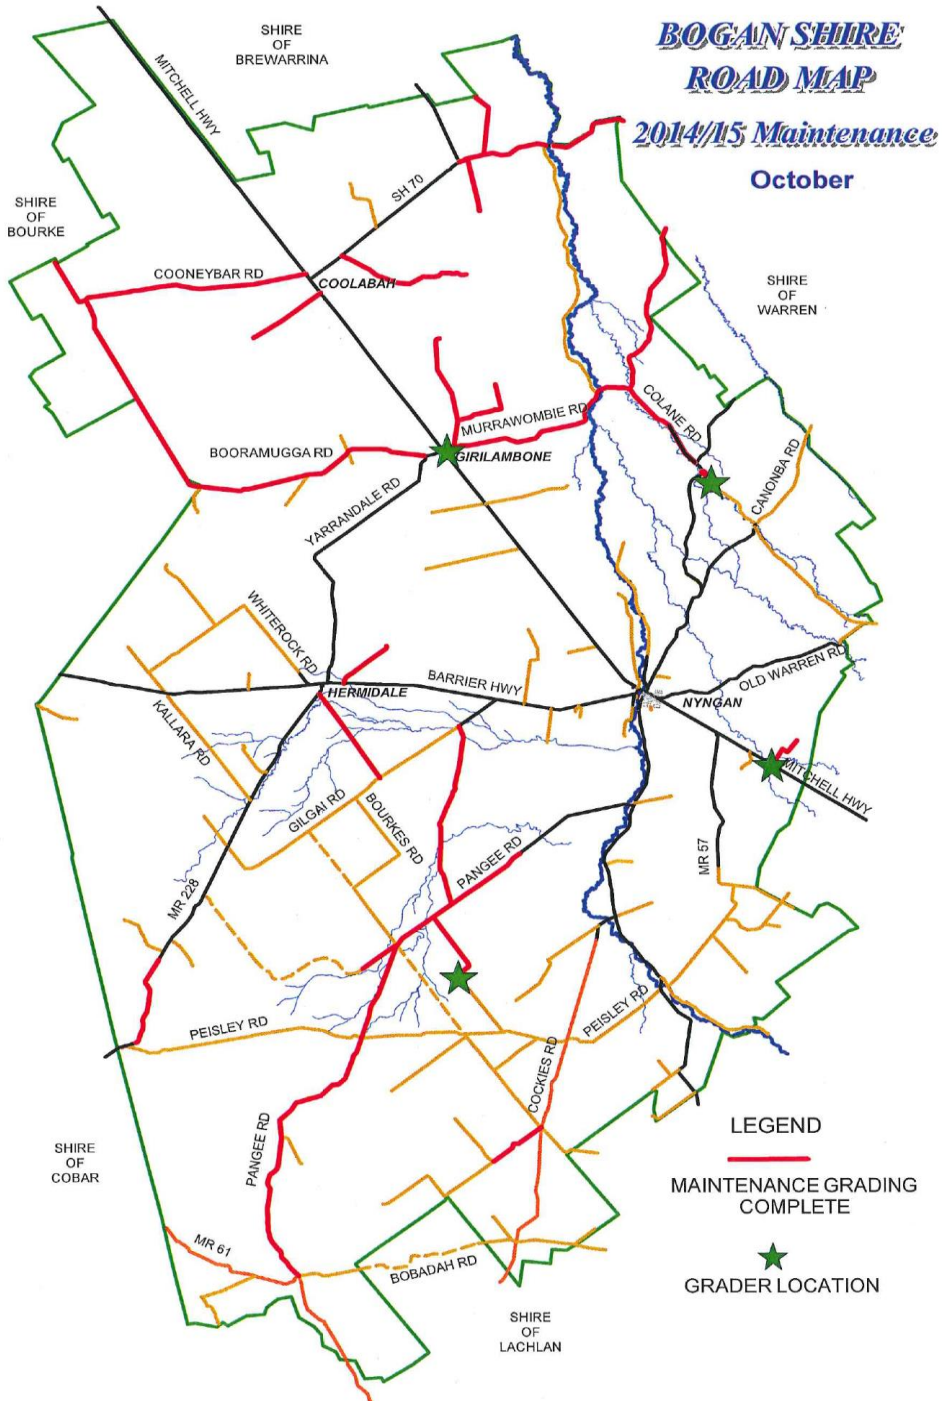 BOGAN SHIRE
ROAD MAP
2014/15 Maintenance
October
SHIRE
OF
BREWARRINA
MITCHELL HWY
SH 70
SHIRE
OF
BOURKE
COONEYBAR RD
COOLABAH
SHIRE
OF
WARREN
COLANE RD
MURRAWOMBIE RD
BOORAMUGGA RD
GIRILAMBONE
CANONBA RD
YARRANDALE RD
WHITEROCK RD
BARRIER HWY
OLD WARREN RD
HERMIDALE
NYNGAN
KALLARA RD
MITCHELL HWY
GILGAI RD
BOURKES RD
PANGEE RD
MR 57
MR 228
PEISLEY RD
PEISLEY RD
COCKIES RD
PANGEE RD
SHIRE
OF
COBAR
MR 61
BOBADAH RD
SHIRE
OF
LACHLAN
LEGEND
MAINTENANCE GRADING
COMPLETE
GRADER LOCATION